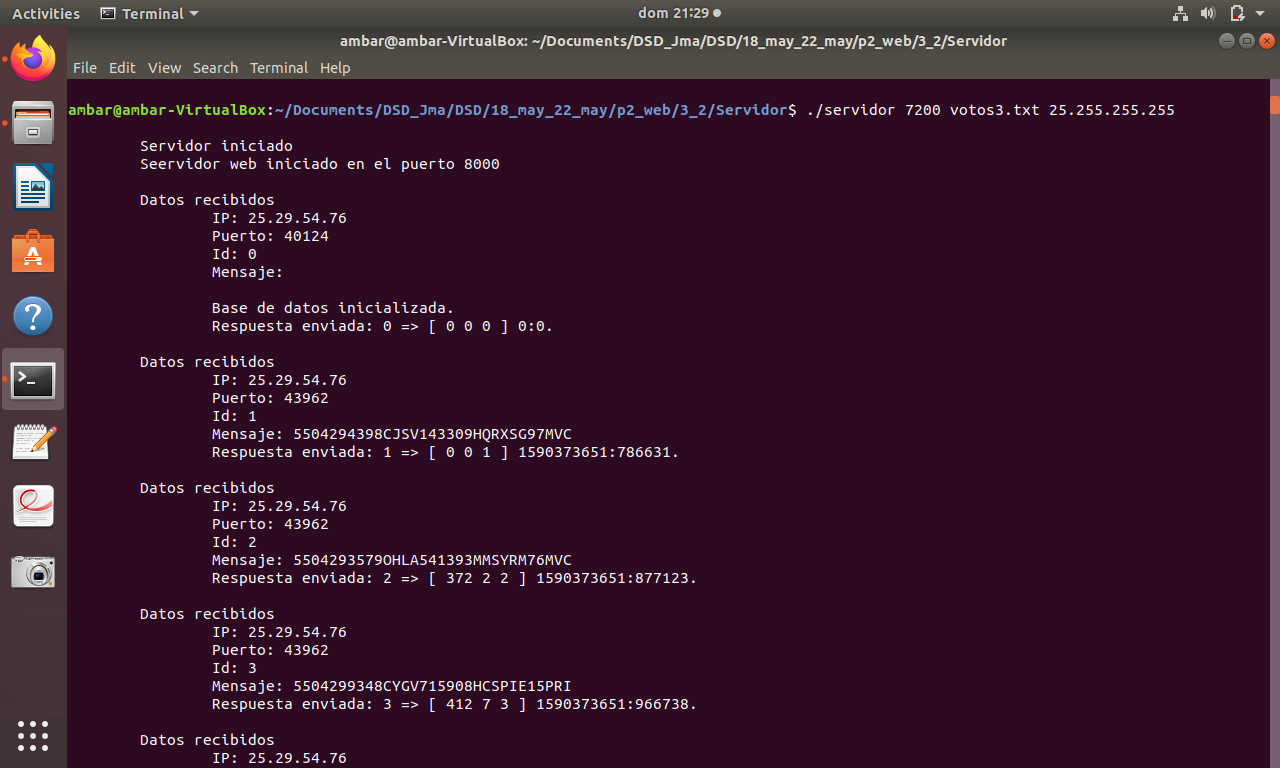 Activities Terminal dom 21:29
ambar@ambar-VirtualBox: ~/Documents/DSD_Jma/DSD/18_may_22_may/p2_web/3_2/Servidor
File Edit View Search Terminal Help
ambar@ambar-VirtualBox:~/Documents/DSD_Jma/DSD/18_may_22_may/p2_web/3_2/Servidor$ ./servidor 7200 votos3.txt 25.255.255.255
Servidor iniciado
Seervidor web iniciado en el puerto 8000
Datos recibidos
IP: 25.29.54.76
Puerto: 40124
Id: 0
Mensaje:
Base de datos inicializada.
Respuesta enviada: 0 => [ 0 0 0 ] 0:0.
Datos recibidos
IP: 25.29.54.76
Puerto: 43962
Id: 1
Mensaje: 5504294398CJSV143309HQRXSG97MVC
Respuesta enviada: 1 => [ 0 0 1 ] 1590373651:786631.
Datos recibidos
IP: 25.29.54.76
Puerto: 43962
Id: 2
Mensaje: 5504293579OHLA541393MMSYRM76MVC
Respuesta enviada: 2 => [ 372 2 2 ] 1590373651:877123.
Datos recibidos
IP: 25.29.54.76
Puerto: 43962
Id: 3
Mensaje: 5504299348CYGV715908HCSPIE15PRI
Respuesta enviada: 3 => [ 412 7 3 ] 1590373651:966738.
Datos recibidos
IP: 25.29.54.76